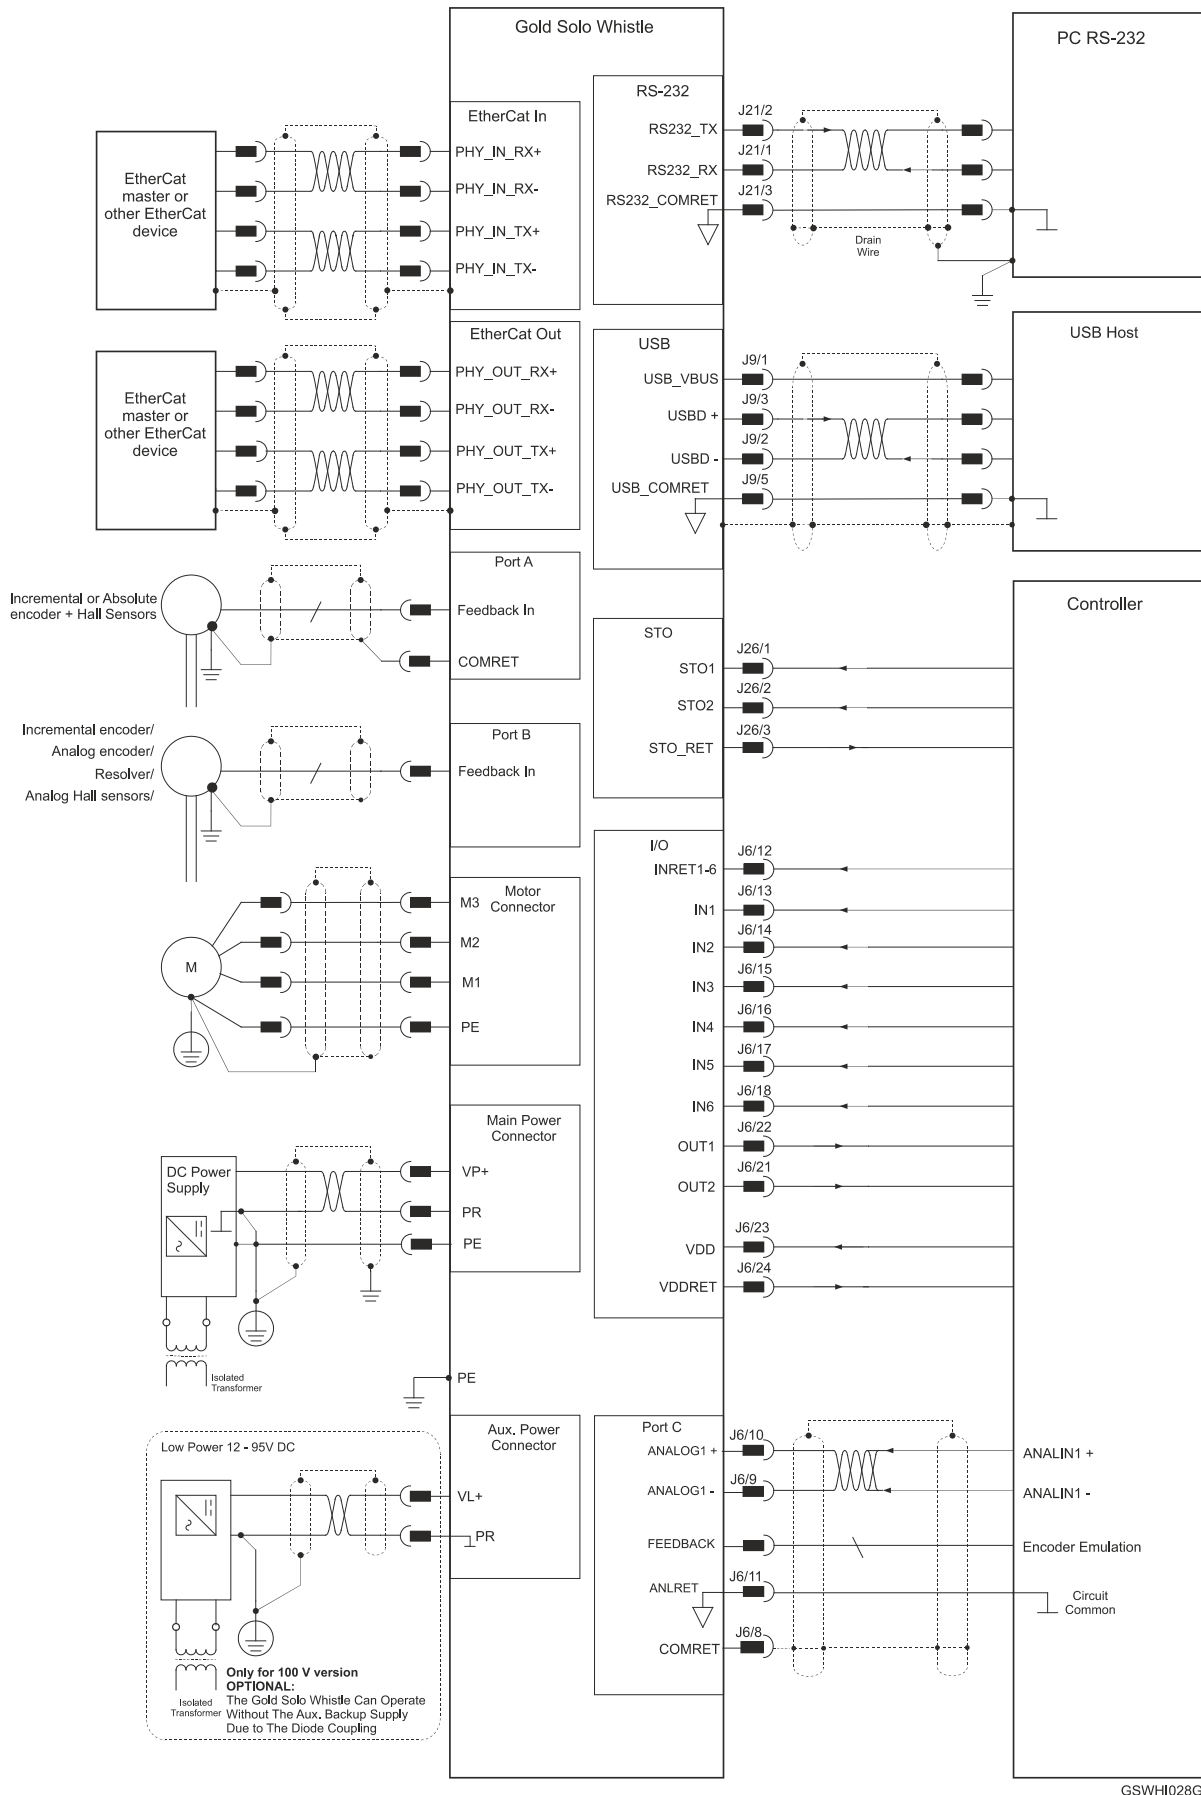 Gold Solo Whistle
PC RS-232
EtherCat
master or
other EtherCat
device
EtherCat In
PHY_IN_RX+
PHY_IN_RX-
PHY_IN_TX+
PHY_IN_TX-
RS-232
RS232_TX
RS232_RX
RS232_COMRET
J21/2
J21/1
J21/3
Drain
Wire
EtherCat
master or
other EtherCat
device
EtherCat Out
PHY_OUT_RX+
PHY_OUT_RX-
PHY_OUT_TX+
PHY_OUT_TX-
USB
USB_VBUS
USBD +
USBD -
USB_COMRET
J9/1
J9/3
J9/2
J9/5
USB Host
Incremental or Absolute
encoder + Hall Sensors
Port A
Feedback In
COMRET
STO
STO1
STO2
STO_RET
J26/1
J26/2
J26/3
Controller
Incremental encoder/
Analog encoder/
Resolver/
Analog Hall sensors/
Port B
Feedback In
I/O
INRET1-6
IN1
IN2
IN3
IN4
IN5
IN6
OUT1
OUT2
VDD
VDDRET
J6/12
J6/13
J6/14
J6/15
J6/16
J6/17
J6/18
J6/22
J6/21
J6/23
J6/24
M
Motor
Connector
M3
M2
M1
PE
DC Power
Supply
Isolated
Transformer
Main Power
Connector
VP+
PR
PE
PE
Low Power 12 - 95V DC
Isolated
Transformer
Only for 100 V version
OPTIONAL:
The Gold Solo Whistle Can Operate
Without The Aux. Backup Supply
Due to The Diode Coupling
Aux. Power
Connector
VL+
PR
Port C
ANALOG1 +
ANALOG1 -
FEEDBACK
ANLRET
COMRET
J6/10
J6/9
J6/11
J6/8
ANALIN1 +
ANALIN1 -
Encoder Emulation
Circuit
Common
GSWHI028G